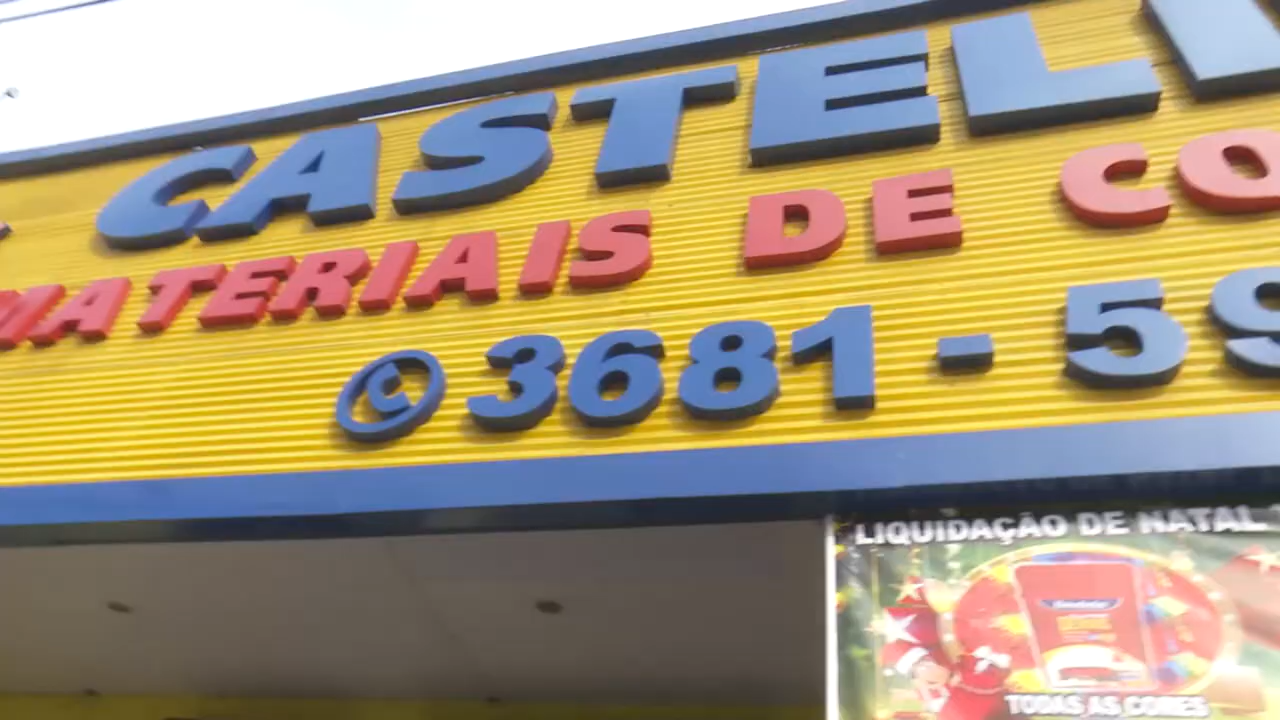 CASTEL
MATERIAIS DE CO
3681-59
LIQUIDAÇÃO DE NATAL
TODAS AS CORES